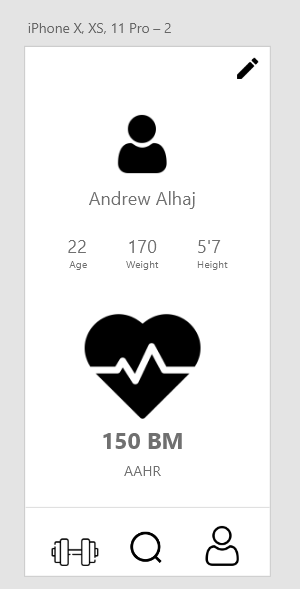 iPhone X, XS, 11 Pro – 2
Andrew Alhaj
22 170 5'7
Age Weight Height
150 BM
AAHR